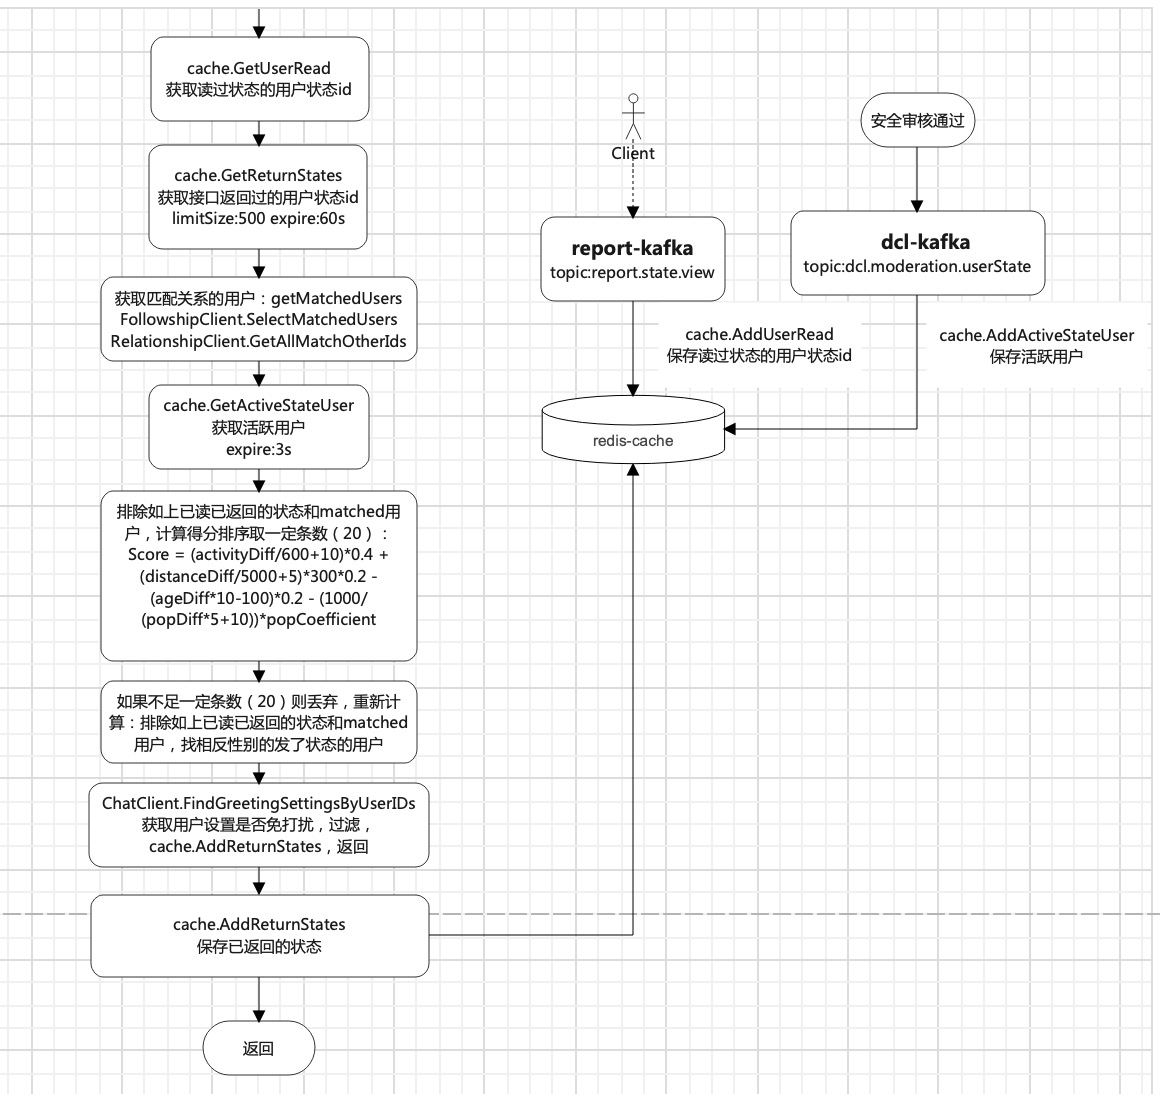 cache.GetUserRead
获取读过状态的用户状态id
cache.GetReturnStates
获取接口返回过的用户状态id
limitSize:500 expire:60s
获取匹配关系的用户：getMatchedUsers
FollowshipClient.SelectMatchedUsers
RelationshipClient.GetAllMatchOtherIds
cache.GetActiveStateUser
获取活跃用户
expire:3s
排除如上已读已返回的状态和matched用
户，计算得分排序取一定条数（20）：
Score = (activityDiff/600+10)*0.4 +
(distanceDiff/5000+5)*300*0.2 -
(ageDiff*10-100)*0.2 - (1000/
(popDiff*5+10))*popCoefficient
如果不足一定条数（20）则丢弃，重新计
算：排除如上已读已返回的状态和matched
用户，找相反性别的发了状态的用户
ChatClient.FindGreetingSettingsByUserIDs
获取用户设置是否免打扰，过滤，
cache.AddReturnStates，返回
cache.AddReturnStates
保存已返回的状态
返回
Client
report-kafka
topic:report.state.view
cache.AddUserRead
保存读过状态的用户状态id
redis-cache
安全审核通过
dcl-kafka
topic:dcl.moderation.userState
cache.AddActiveStateUser
保存活跃用户